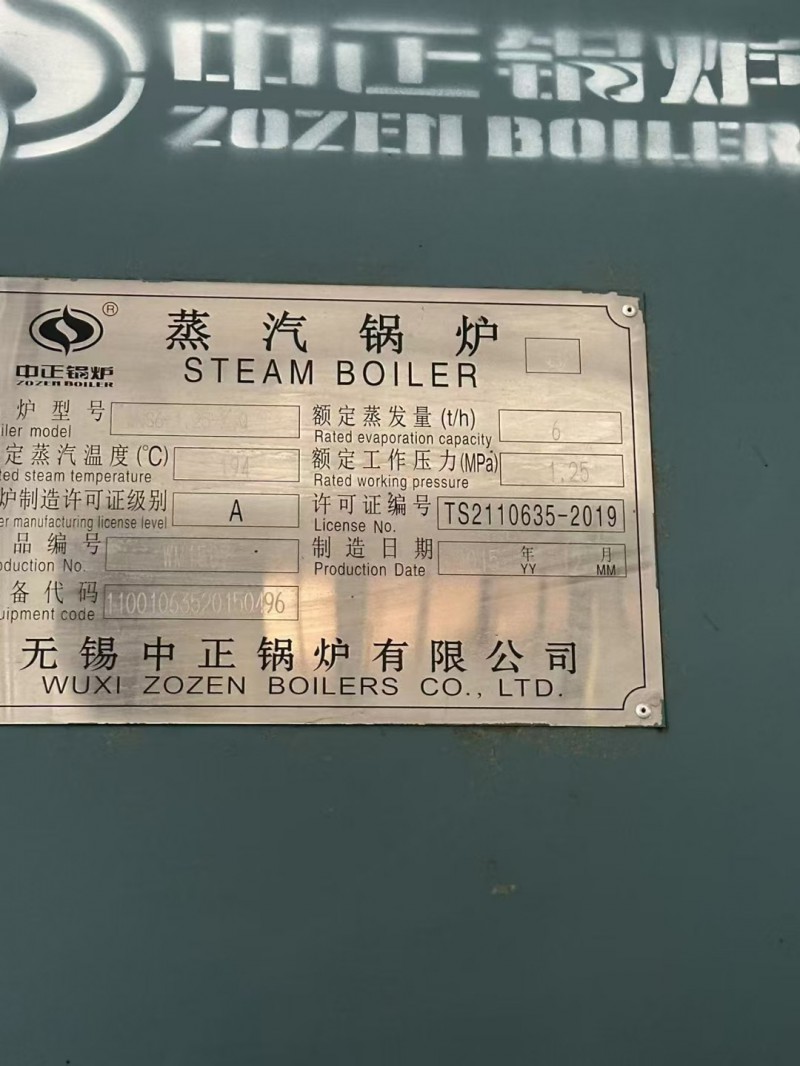 中正锅炉
ZOZEN BOILER
中正锅炉 ®
ZOZEN BOILER
蒸汽锅炉
STEAM BOILER
炉型号
iler model
额定蒸发量 (t/h) 6
Rated evaporation capacity
定蒸汽温度(℃) 194
ted steam temperature
额定工作压力(MPa) 1.25
Rated working pressure
炉制造许可证级别 A
er manufacturing license level
许可证编号 TS2110635-2019
License No.
品编号
oduction No.
制造日期 年 月
Production Date YY MM
备代码 11001063520150496
uipment code
无锡中正锅炉有限公司
WUXI ZOZEN BOILERS CO., LTD.